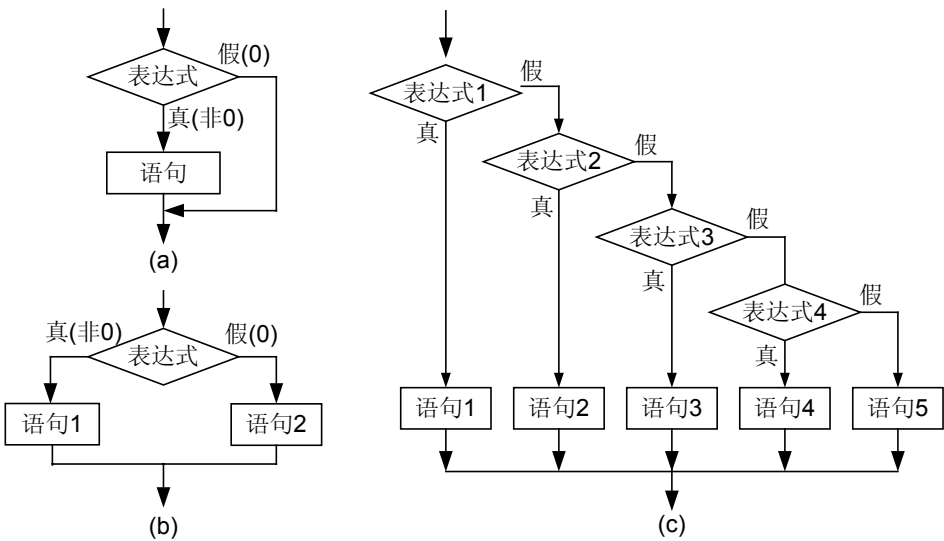 假(0)
表达式
真(非0)
语句
(a)
真(非0)
假(0)
表达式
语句1
语句2
(b)
假
表达式1
真
假
表达式2
真
假
表达式3
真
假
表达式4
真
语句1
语句2
语句3
语句4
语句5
(c)